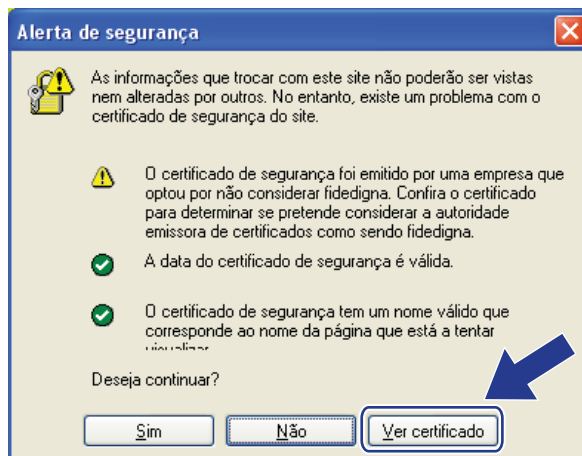 Alerta de segurança
As informações que trocar com este site não poderão ser vistas
nem alteradas por outros. No entanto, existe um problema com o
certificado de segurança do site.
O certificado de segurança foi emitido por uma empresa que
optou por não considerar fidedigna. Confira o certificado
para determinar se pretende considerar a autoridade
emissora de certificados como sendo fidedigna.
A data do certificado de segurança é válida.
O certificado de segurança tem um nome válido que
corresponde ao nome da página que está a tentar
Deseja continuar?
Sim Não Ver certificado